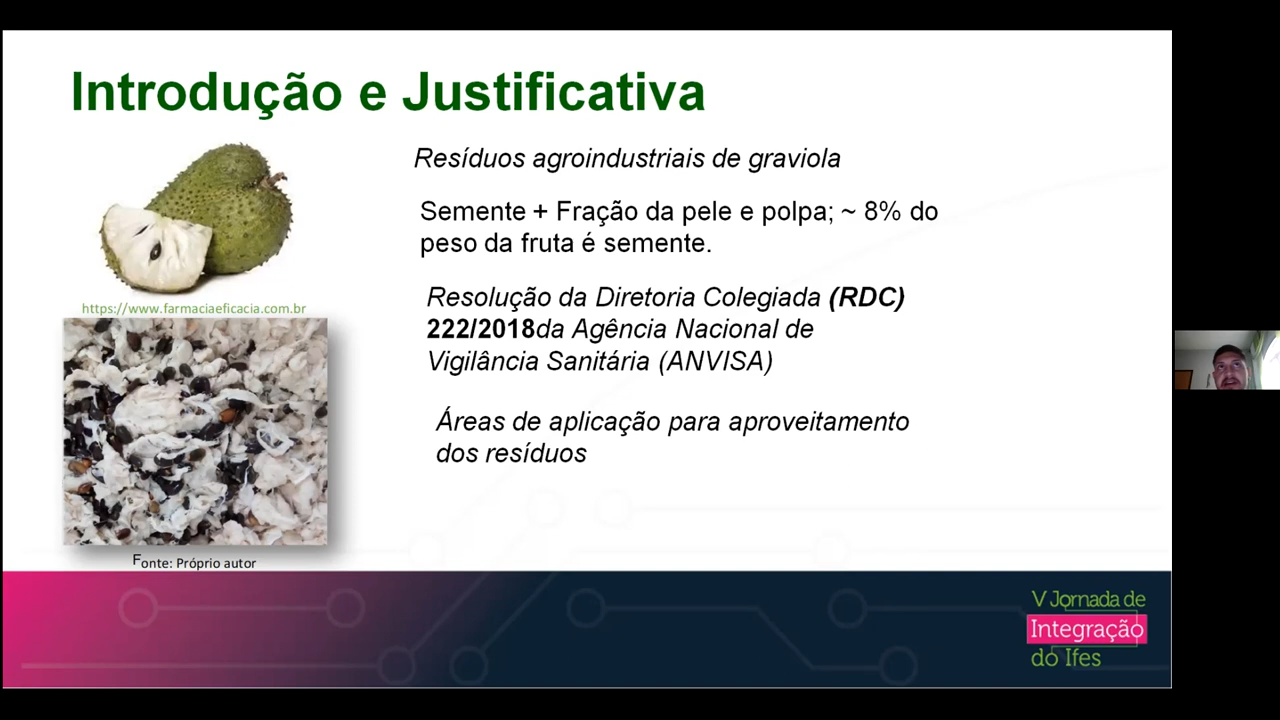 Introdução e Justificativa
Resíduos agroindustriais de graviola
Semente + Fração da pele e polpa; ~ 8% do
peso da fruta é semente.
https://www.farmaciaeficacia.com.br
Resolução da Diretoria Colegiada (RDC)
222/2018da Agência Nacional de
Vigilância Sanitária (ANVISA)
Áreas de aplicação para aproveitamento
dos resíduos
Fonte: Próprio autor
V Jornada de
Integração
do Ifes